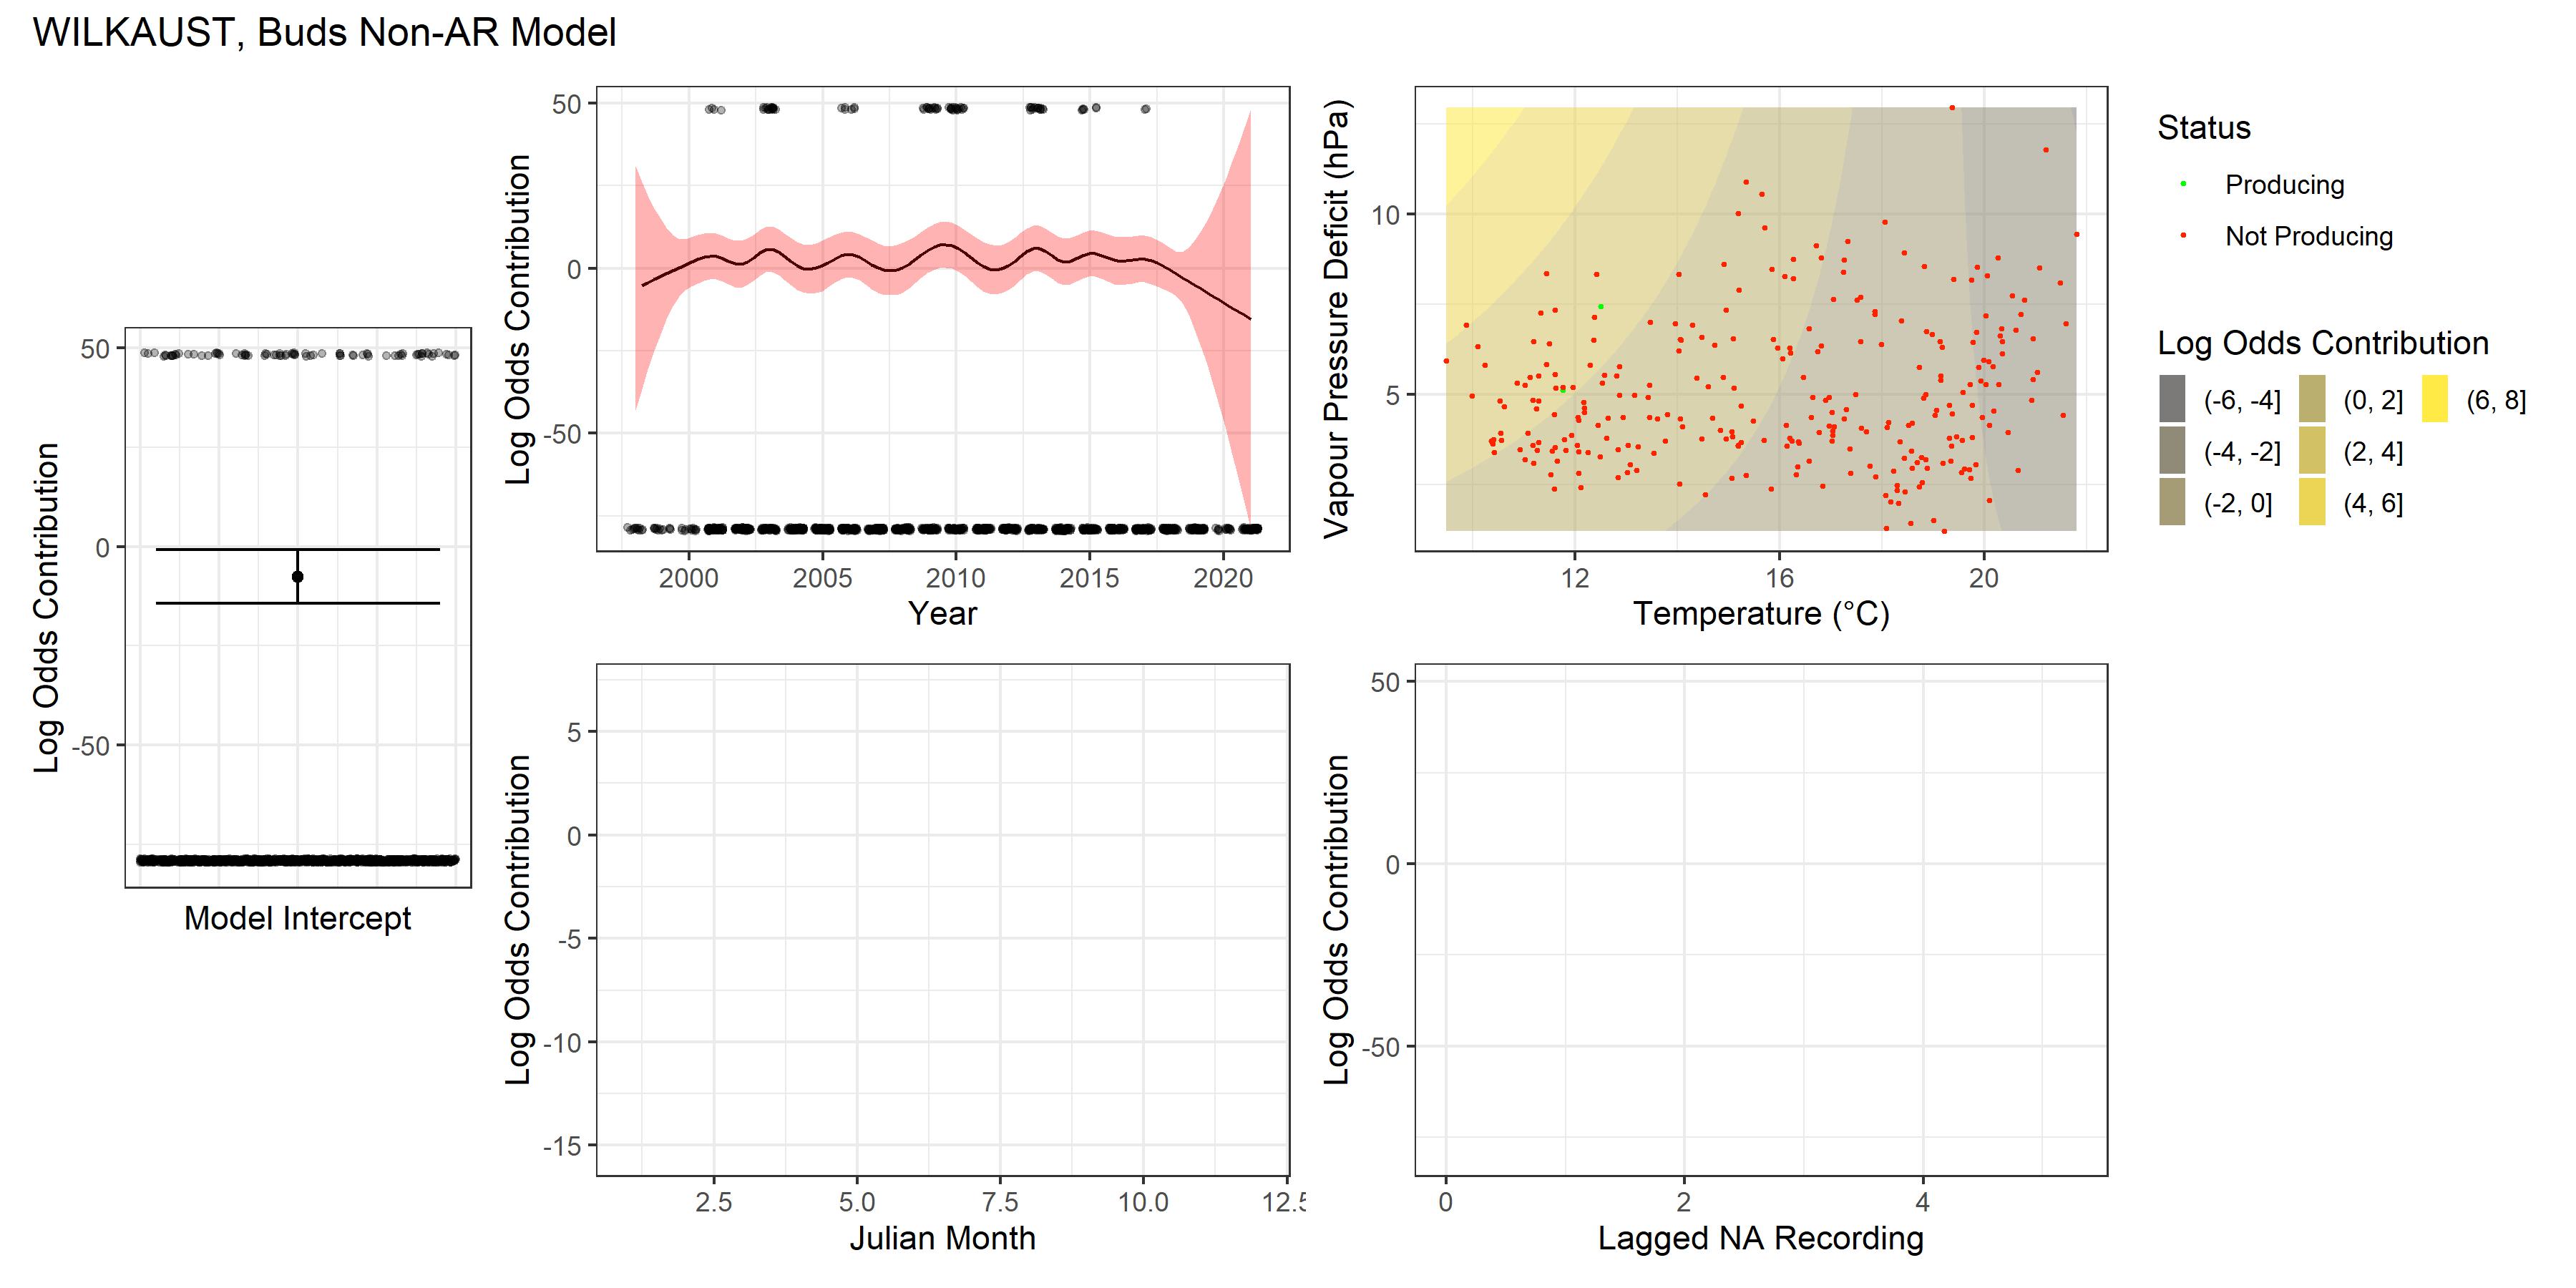 WILKAUST, Buds Non-AR Model
Log Odds Contribution
50
0
-50
Model Intercept
Log Odds Contribution
50
0
-50
2000 2005 2010 2015 2020
Year
Vapour Pressure Deficit (hPa)
10
5
12 16 20
Temperature (°C)
Status
Producing
Not Producing
Log Odds Contribution
(-6, -4] (0, 2] (6, 8]
(-4, -2] (2, 4]
(-2, 0] (4, 6]
Log Odds Contribution
5
0
-5
-10
-15
2.5 5.0 7.5 10.0 12.5
Julian Month
Log Odds Contribution
50
0
-50
0 2 4
Lagged NA Recording